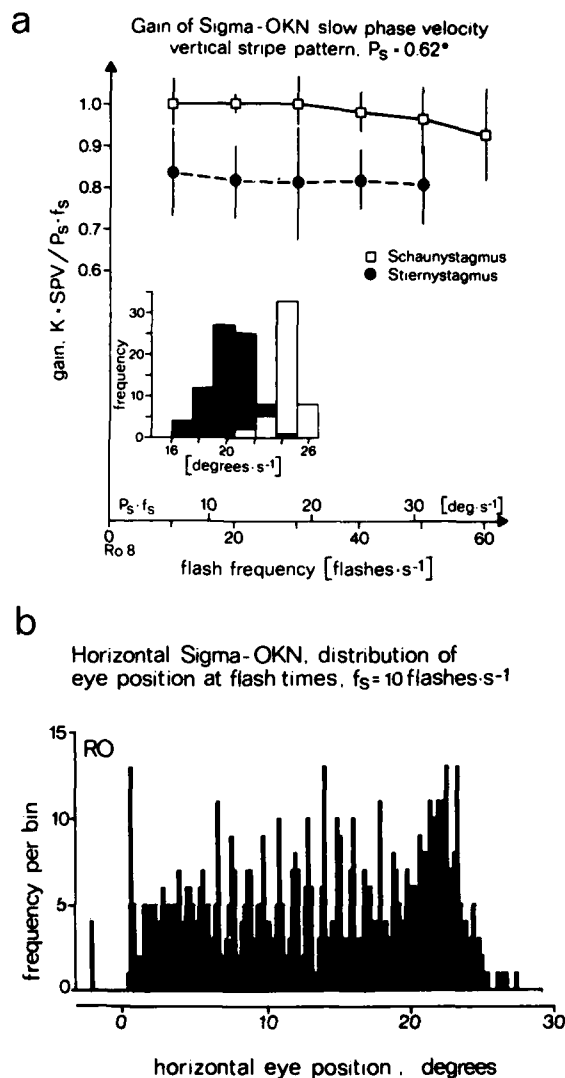 a
Gain of Sigma-OKN slow phase velocity
vertical stripe pattern, Ps = 0.62°
1.0
0.9
0.8
0.7
0.6
gain, K · SPV / Ps · fs
□ Schaunystagmus
● Stiernystagmus
30
20
10
0
frequency
16 20 26
[degrees · s⁻¹]
Ps · fs 10 20 30 [deg · s⁻¹]
0 20 40 60
Ro 8
flash frequency [flashes · s⁻¹]
b
Horizontal Sigma-OKN, distribution of
eye position at flash times, fs = 10 flashes · s⁻¹
RO
15
10
5
0
frequency per bin
0 10 20 30
horizontal eye position, degrees